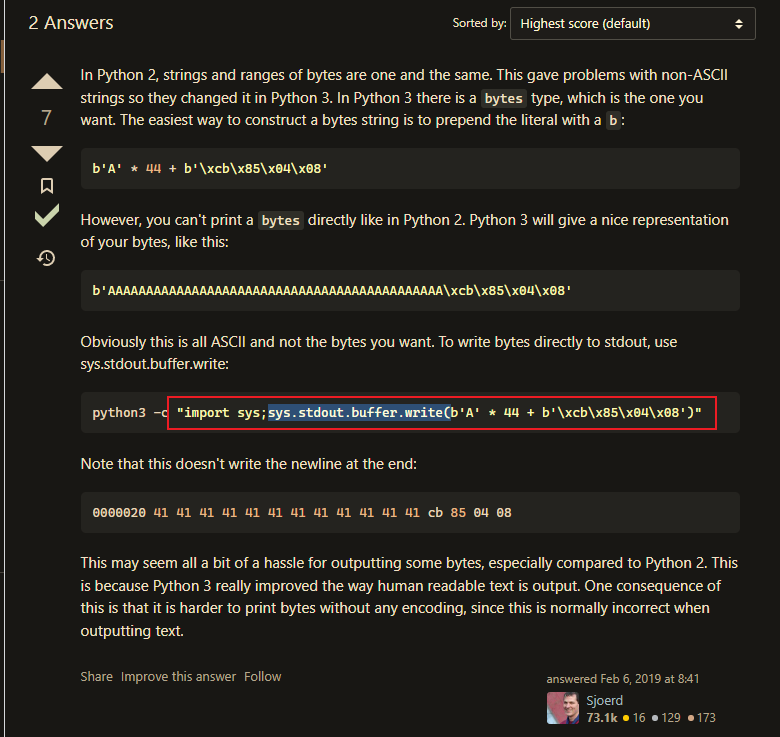 2 Answers
Sorted by: Highest score (default)
In Python 2, strings and ranges of bytes are one and the same. This gave problems with non-ASCII
strings so they changed it in Python 3. In Python 3 there is a bytes type, which is the one you
want. The easiest way to construct a bytes string is to prepend the literal with a b:
7
b'A' * 44 + b'\xcb\x85\x04\x08'
However, you can't print a bytes directly like in Python 2. Python 3 will give a nice representation
of your bytes, like this:
b'AAAAAAAAAAAAAAAAAAAAAAAAAAAAAAAAAAAAAAAAAAAA\xcb\x85\x04\x08'
Obviously this is all ASCII and not the bytes you want. To write bytes directly to stdout, use
sys.stdout.buffer.write:
python3 -c "import sys;sys.stdout.buffer.write(b'A' * 44 + b'\xcb\x85\x04\x08')"
Note that this doesn't write the newline at the end:
0000020 41 41 41 41 41 41 41 41 41 41 41 41 cb 85 04 08
This may seem all a bit of a hassle for outputting some bytes, especially compared to Python 2. This
is because Python 3 really improved the way human readable text is output. One consequence of
this is that it is harder to print bytes without any encoding, since this is normally incorrect when
outputting text.
Share Improve this answer Follow
answered Feb 6, 2019 at 8:41
Sjoerd
73.1k 16 129 173